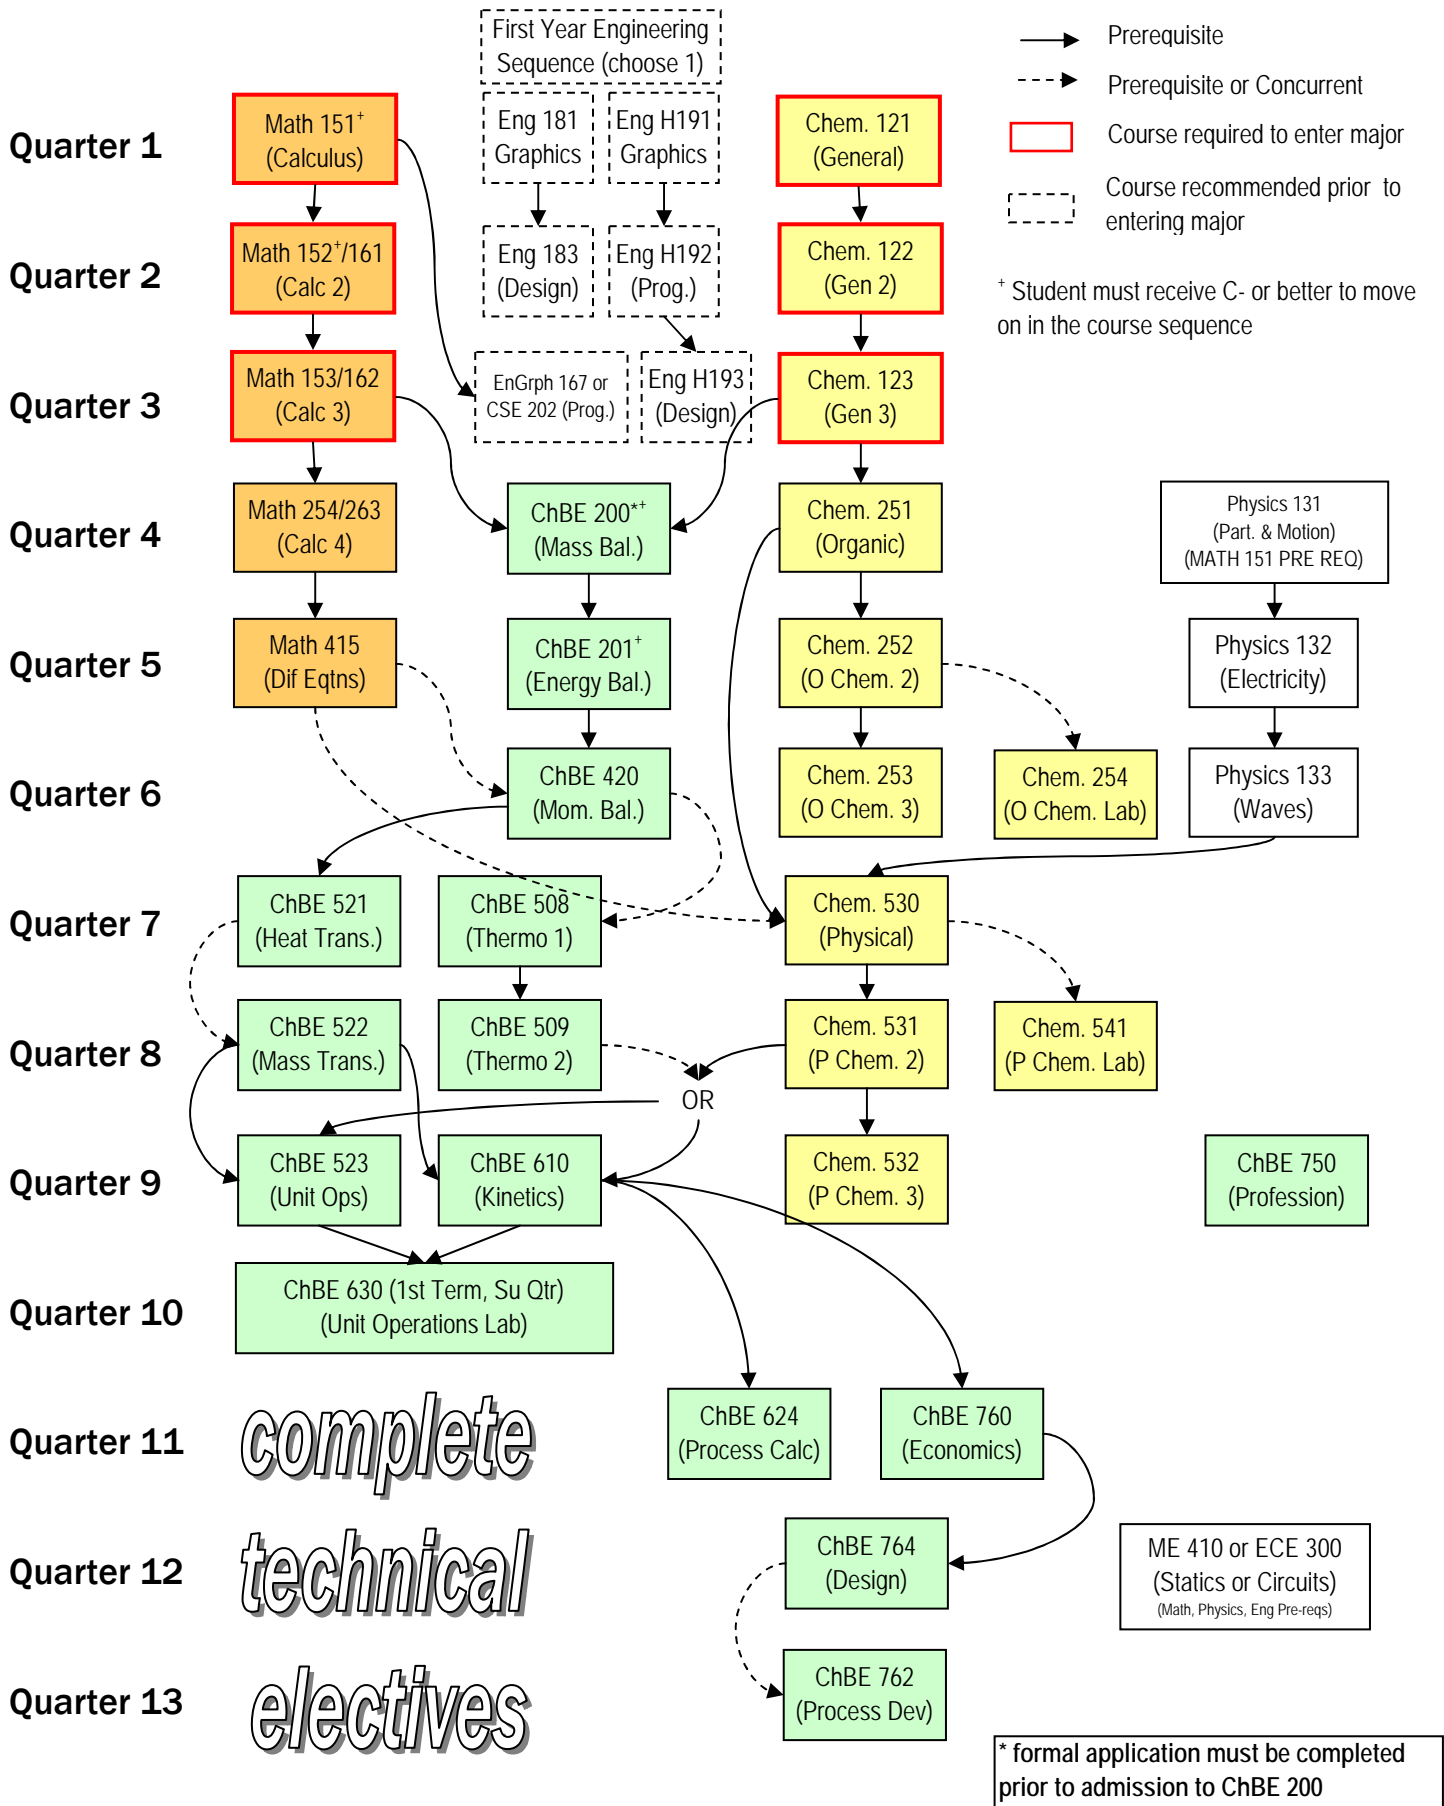 First Year Engineering
Sequence (choose 1)
Prerequisite
Prerequisite or Concurrent
Course required to enter major
Course recommended prior to
entering major
+ Student must receive C- or better to move
on in the course sequence
Quarter 1
Math 151+
(Calculus)
Eng 181
Graphics
Eng H191
Graphics
Chem. 121
(General)
Quarter 2
Math 152+/161
(Calc 2)
Eng 183
(Design)
Eng H192
(Prog.)
Chem. 122
(Gen 2)
Quarter 3
Math 153/162
(Calc 3)
EnGrph 167 or
CSE 202 (Prog.)
Eng H193
(Design)
Chem. 123
(Gen 3)
Quarter 4
Math 254/263
(Calc 4)
ChBE 200*+
(Mass Bal.)
Chem. 251
(Organic)
Physics 131
(Part. & Motion)
(MATH 151 PRE REQ)
Quarter 5
Math 415
(Dif Eqtns)
ChBE 201+
(Energy Bal.)
Chem. 252
(O Chem. 2)
Physics 132
(Electricity)
Quarter 6
ChBE 420
(Mom. Bal.)
Chem. 253
(O Chem. 3)
Chem. 254
(O Chem. Lab)
Physics 133
(Waves)
Quarter 7
ChBE 521
(Heat Trans.)
ChBE 508
(Thermo 1)
Chem. 530
(Physical)
Quarter 8
ChBE 522
(Mass Trans.)
ChBE 509
(Thermo 2)
Chem. 531
(P Chem. 2)
Chem. 541
(P Chem. Lab)
OR
Quarter 9
ChBE 523
(Unit Ops)
ChBE 610
(Kinetics)
Chem. 532
(P Chem. 3)
ChBE 750
(Profession)
Quarter 10
ChBE 630 (1st Term, Su Qtr)
(Unit Operations Lab)
Quarter 11
complete
ChBE 624
(Process Calc)
ChBE 760
(Economics)
Quarter 12
technical
ChBE 764
(Design)
ME 410 or ECE 300
(Statics or Circuits)
(Math, Physics, Eng Pre-reqs)
Quarter 13
electives
ChBE 762
(Process Dev)
* formal application must be completed
prior to admission to ChBE 200